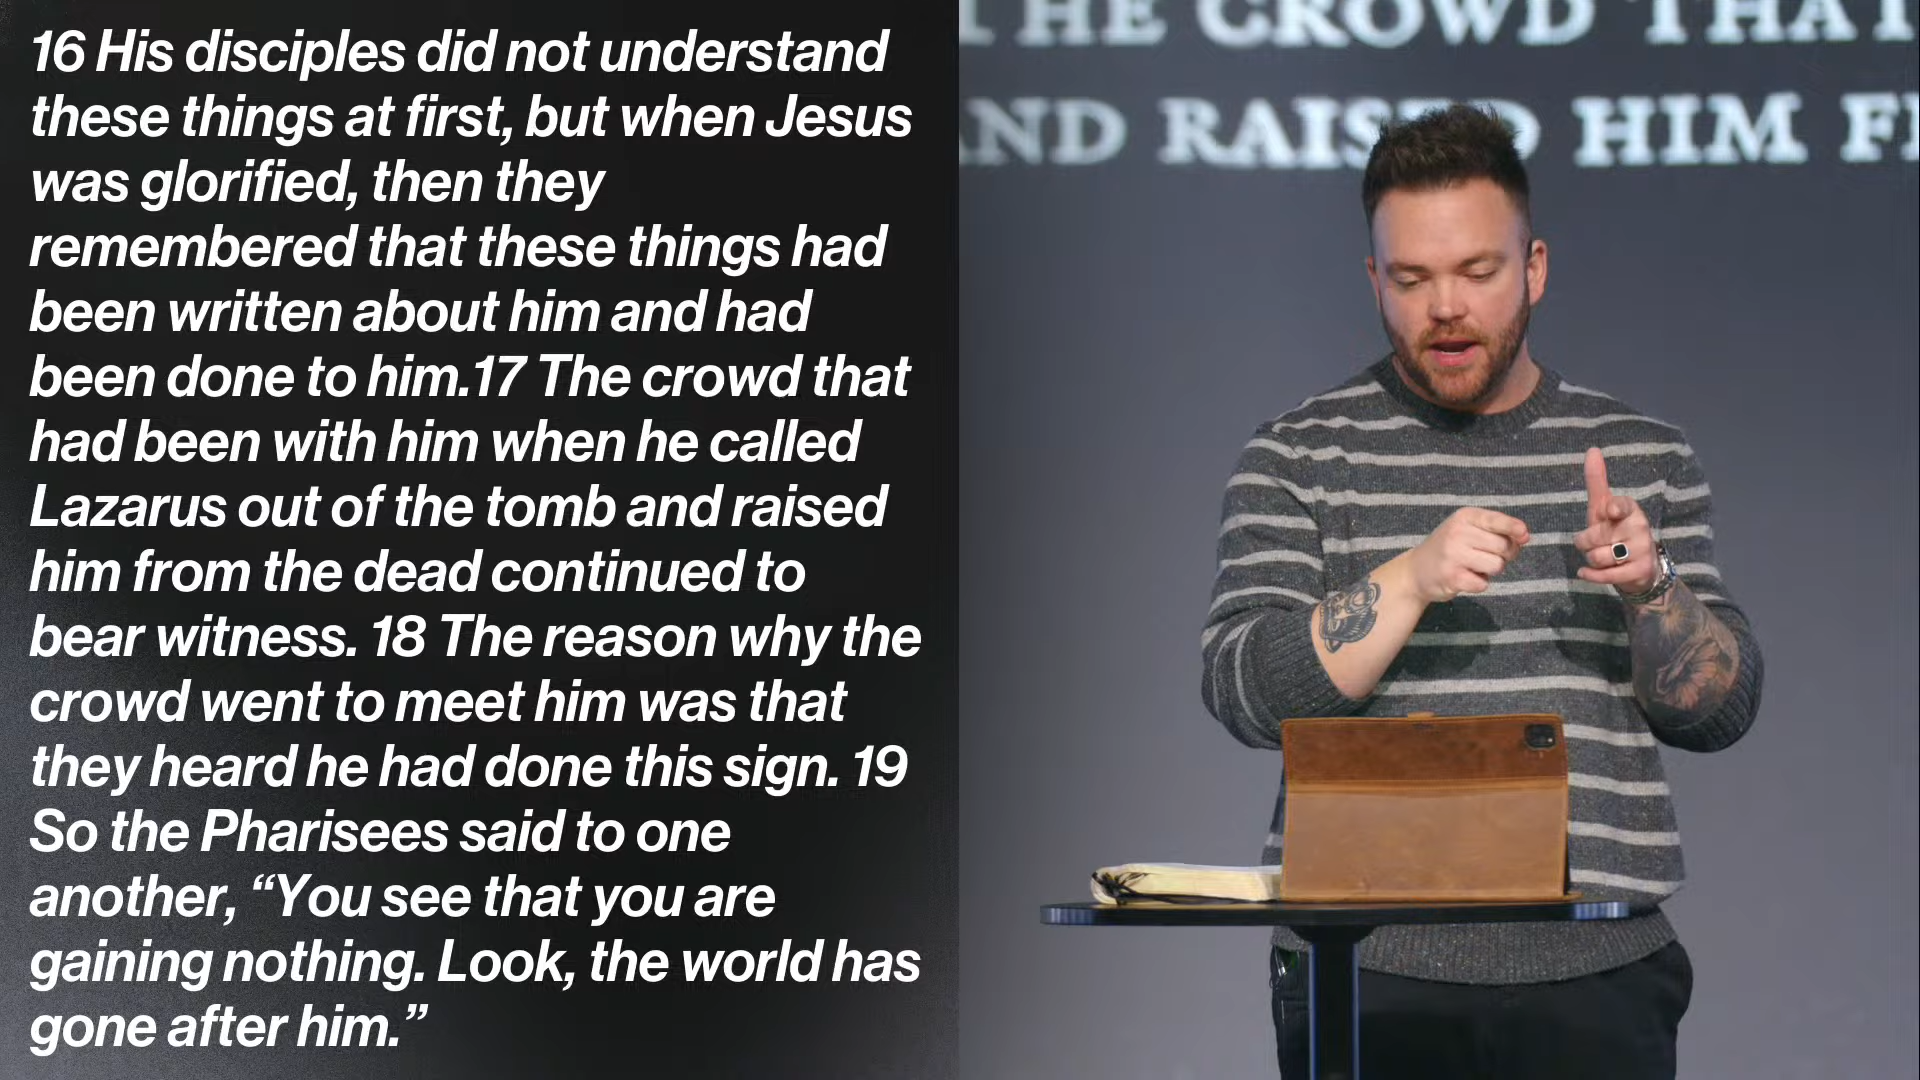 16 His disciples did not understand
these things at first, but when Jesus
was glorified, then they
remembered that these things had
been written about him and had
been done to him.17 The crowd that
had been with him when he called
Lazarus out of the tomb and raised
him from the dead continued to
bear witness. 18 The reason why the
crowd went to meet him was that
they heard he had done this sign. 19
So the Pharisees said to one
another, “You see that you are
gaining nothing. Look, the world has
gone after him.”
THE CROWD THAT
AND RAISED HIM